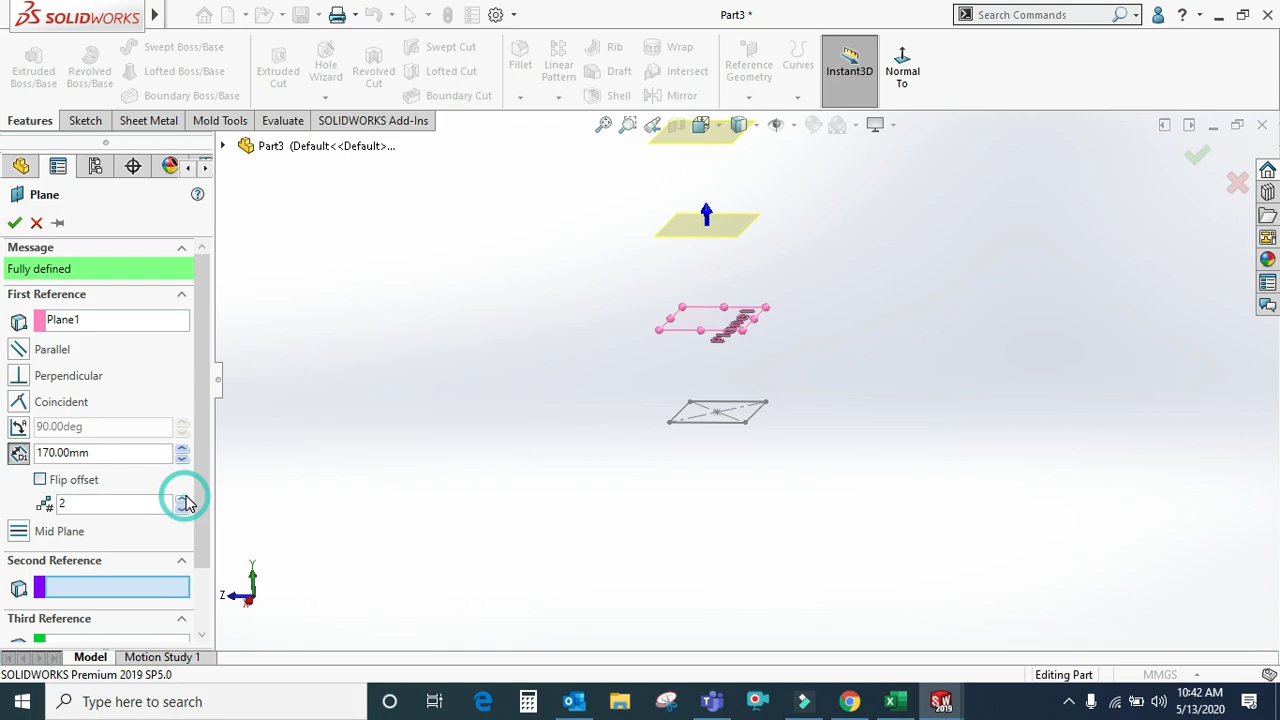 SOLIDWORKS
Part3 *
Search Commands
Extruded Boss/Base
Revolved Boss/Base
Swept Boss/Base
Lofted Boss/Base
Boundary Boss/Base
Extruded Cut
Hole Wizard
Revolved Cut
Swept Cut
Lofted Cut
Boundary Cut
Fillet
Linear Pattern
Rib
Draft
Shell
Wrap
Intersect
Mirror
Reference Geometry
Curves
Instant3D
Normal To
Features
Sketch
Sheet Metal
Mold Tools
Evaluate
SOLIDWORKS Add-Ins
Part3 (Default<<Default>...
Plane
Message
Fully defined
First Reference
Plane1
Parallel
Perpendicular
Coincident
90.00deg
170.00mm
Flip offset
2
Mid Plane
Second Reference
Third Reference
Y
Z
Model
Motion Study 1
SOLIDWORKS Premium 2019 SP5.0
Editing Part
MMGS
Type here to search
2019
10:42 AM
5/13/2020